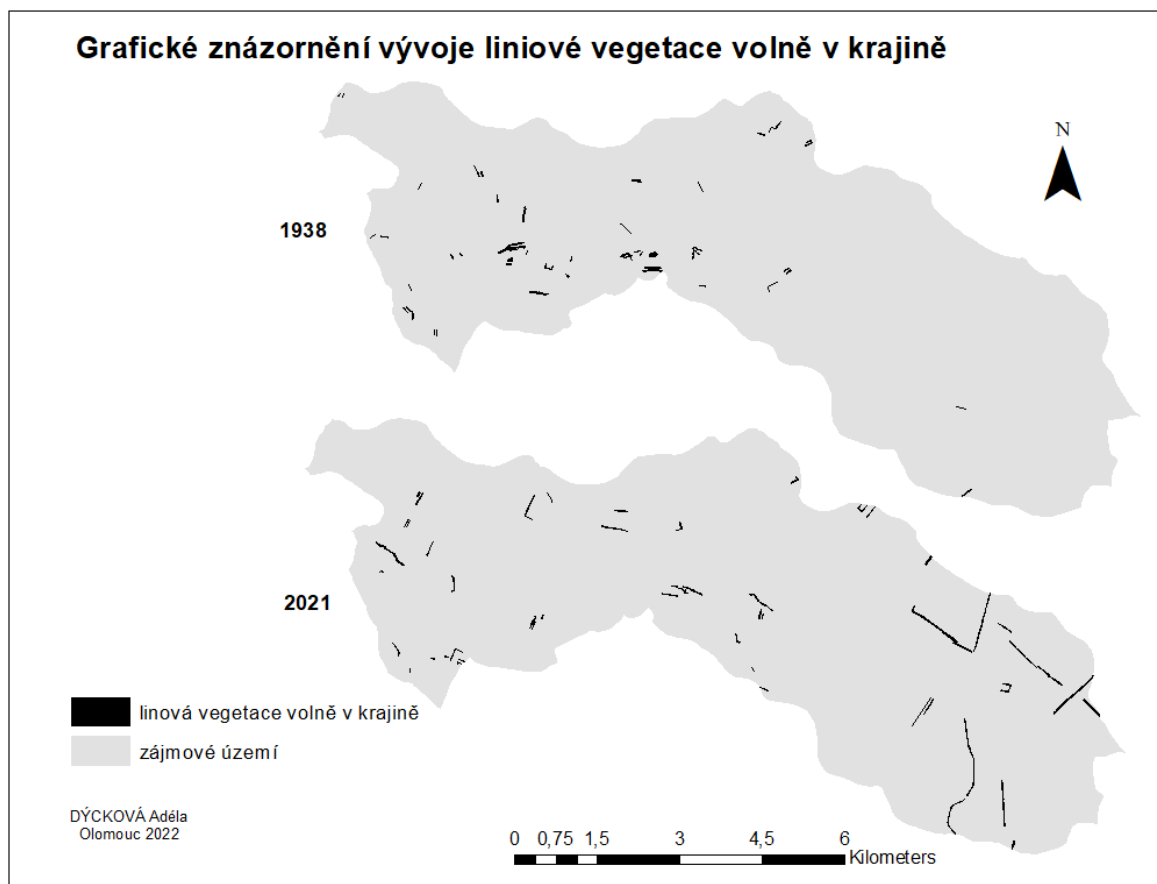 Grafické znázornění vývoje liniové vegetace volně v krajině
N
1938
2021
linová vegetace volně v krajině
zájmové území
DÝCKOVÁ Adéla
Olomouc 2022
0 0,75 1,5 3 4,5 6
Kilometers